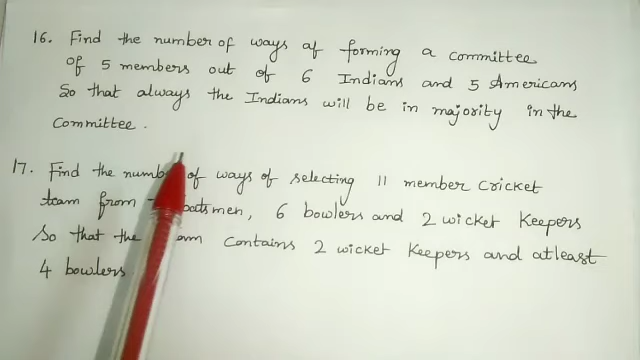 16. Find the number of ways of forming a committee
of 5 members out of 6 Indians and 5 Americans
So that always the Indians will be in majority in the
Committee.
17. Find the number of ways of selecting 11 member Cricket
team from batsmen, 6 bowlers and 2 wicket keepers
So that the contains 2 wicket keepers and atleast
4 bowlers